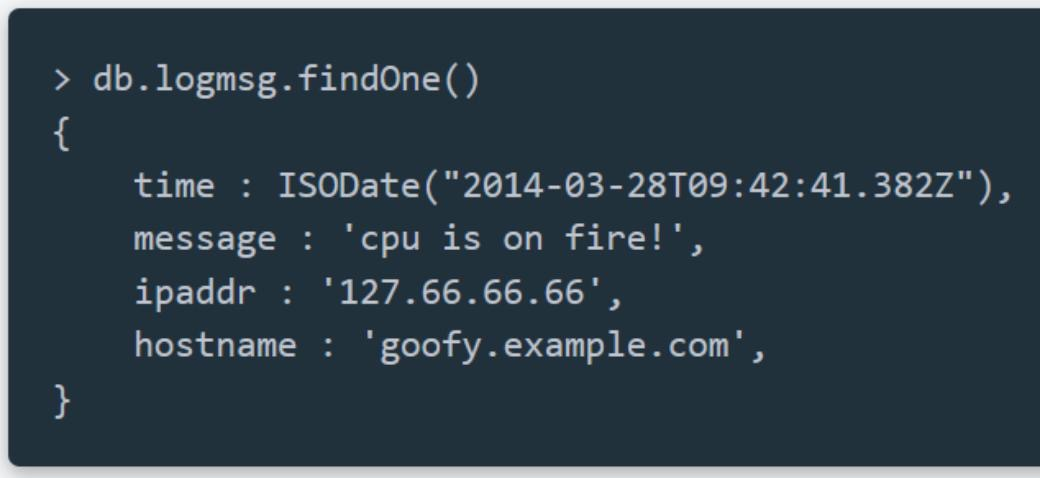 > db.logmsg.findOne()
{
    time : ISODate("2014-03-28T09:42:41.382Z"),
    message : 'cpu is on fire!',
    ipaddr : '127.66.66.66',
    hostname : 'goofy.example.com',
}